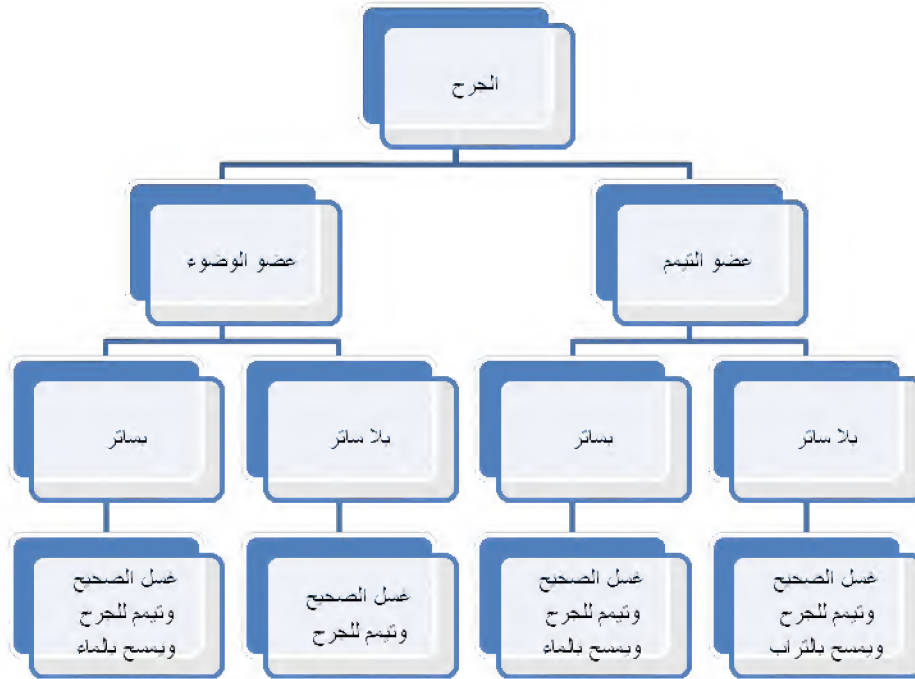 الجرح
عضو التيمم
عضو الوضوء
بلا ساتر
بساتر
بلا ساتر
بساتر
غسل الصحيح
وتيمم للجرح
ويمسح بالتراب
غسل الصحيح
وتيمم للجرح
ويمسح بالماء
غسل الصحيح
وتيمم للجرح
غسل الصحيح
وتيمم للجرح
ويمسح بالماء